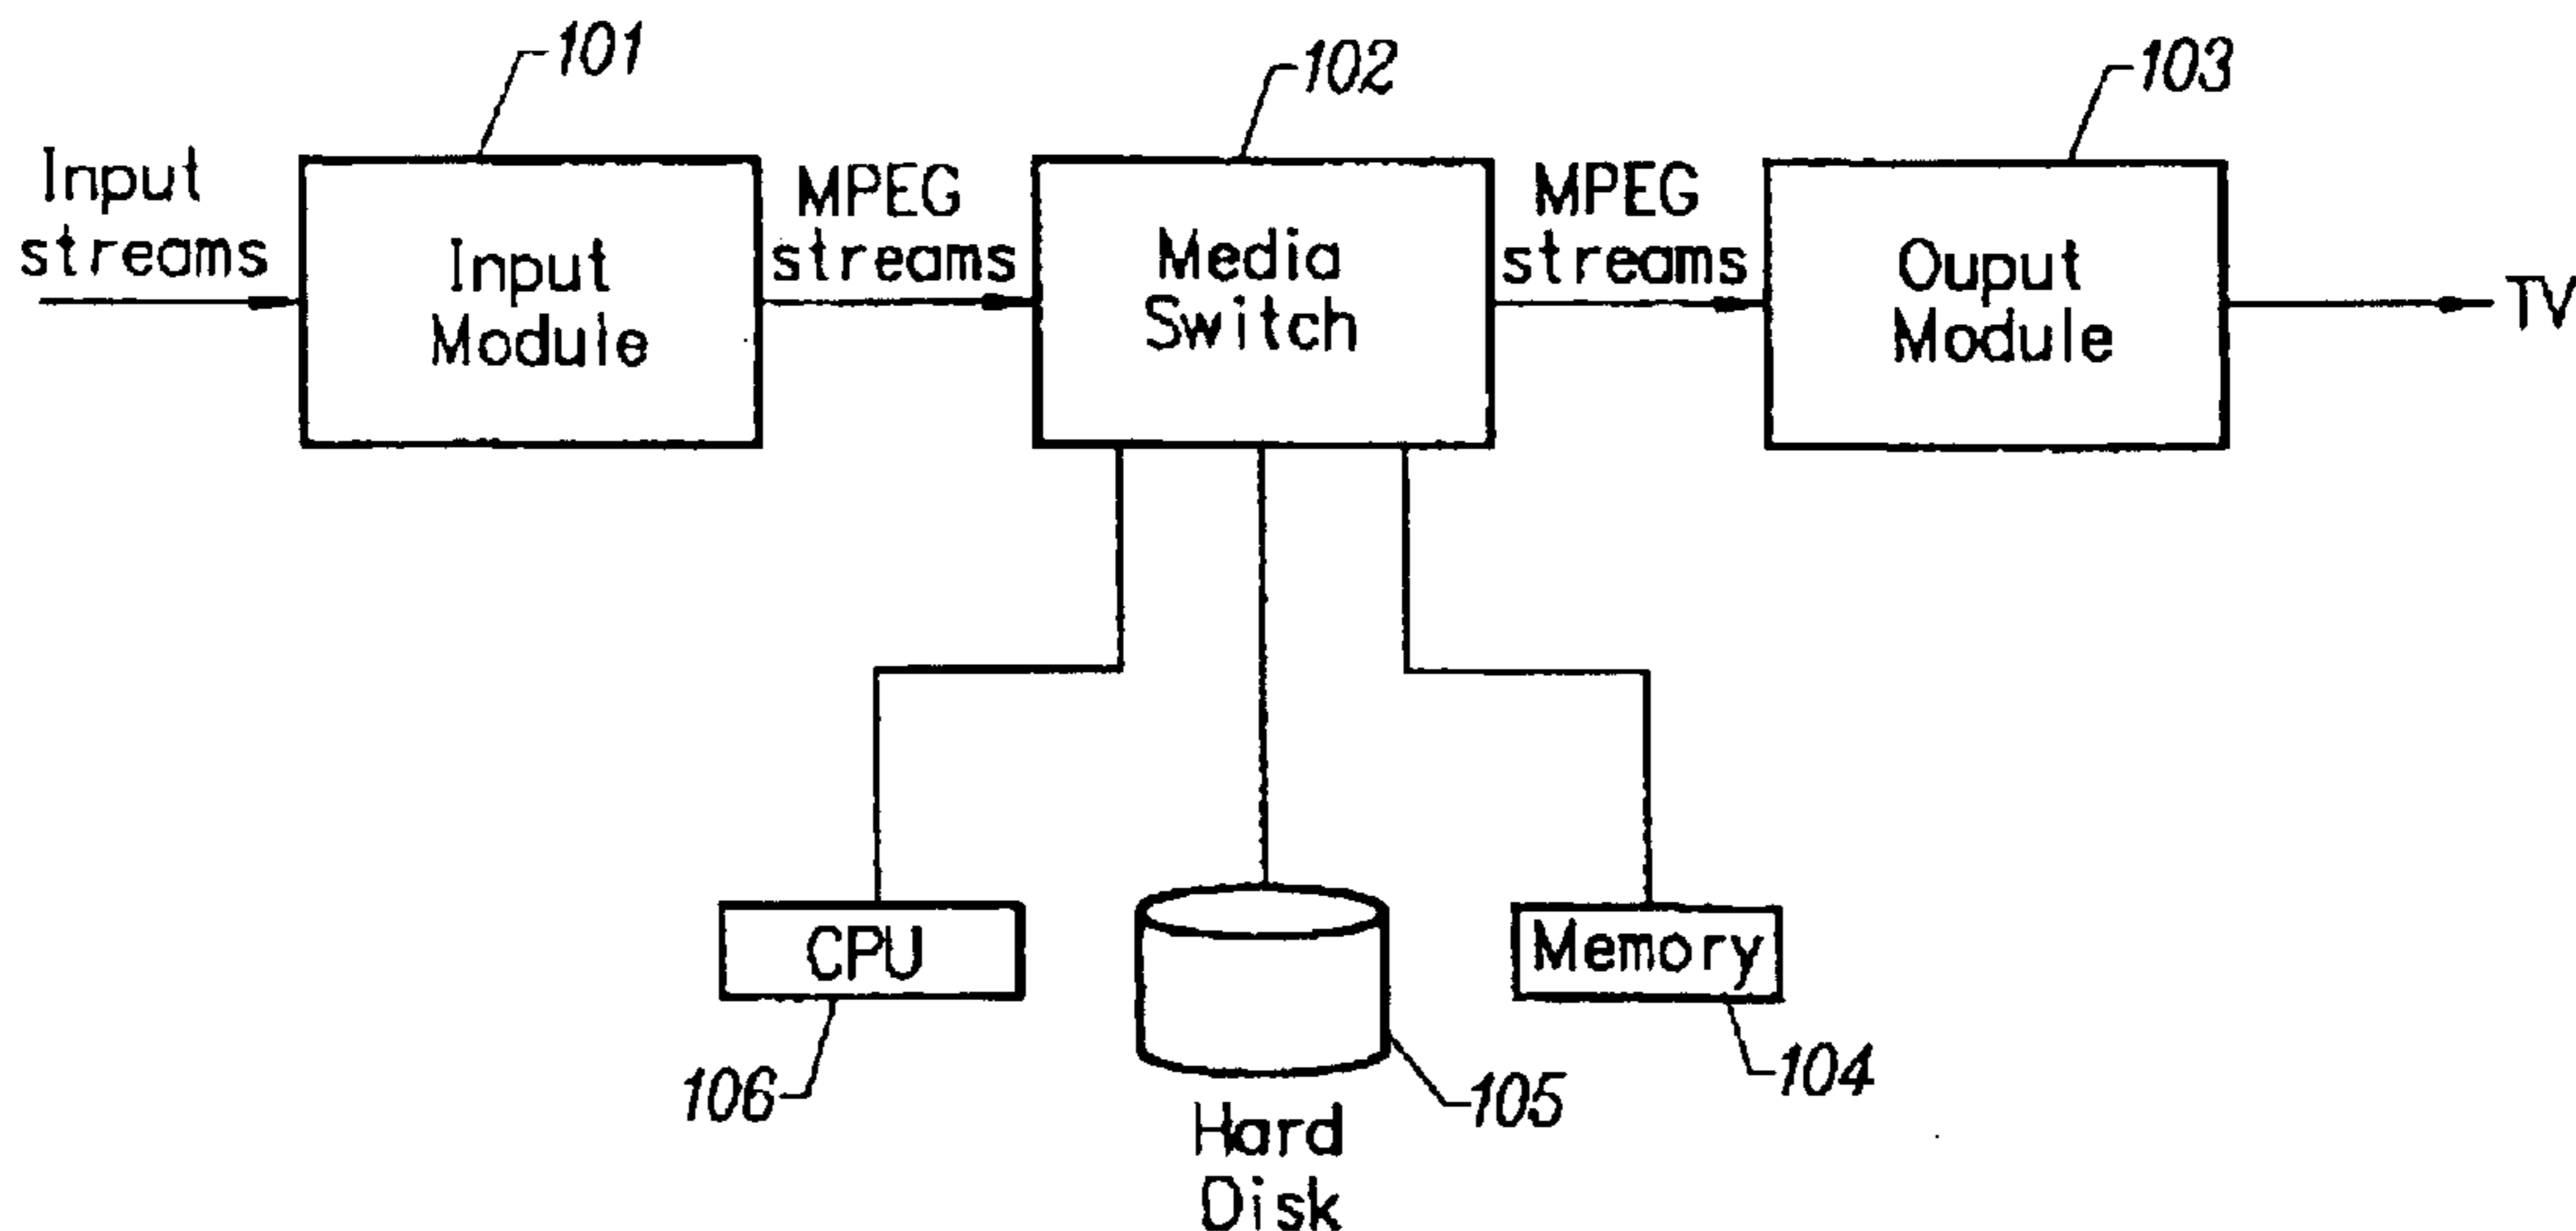 101
102
103
Input
streams
Input
Module
MPEG
streams
Media
Switch
MPEG
streams
Ouput
Module
TV
CPU
106
Hard
Disk
105
Memory
104